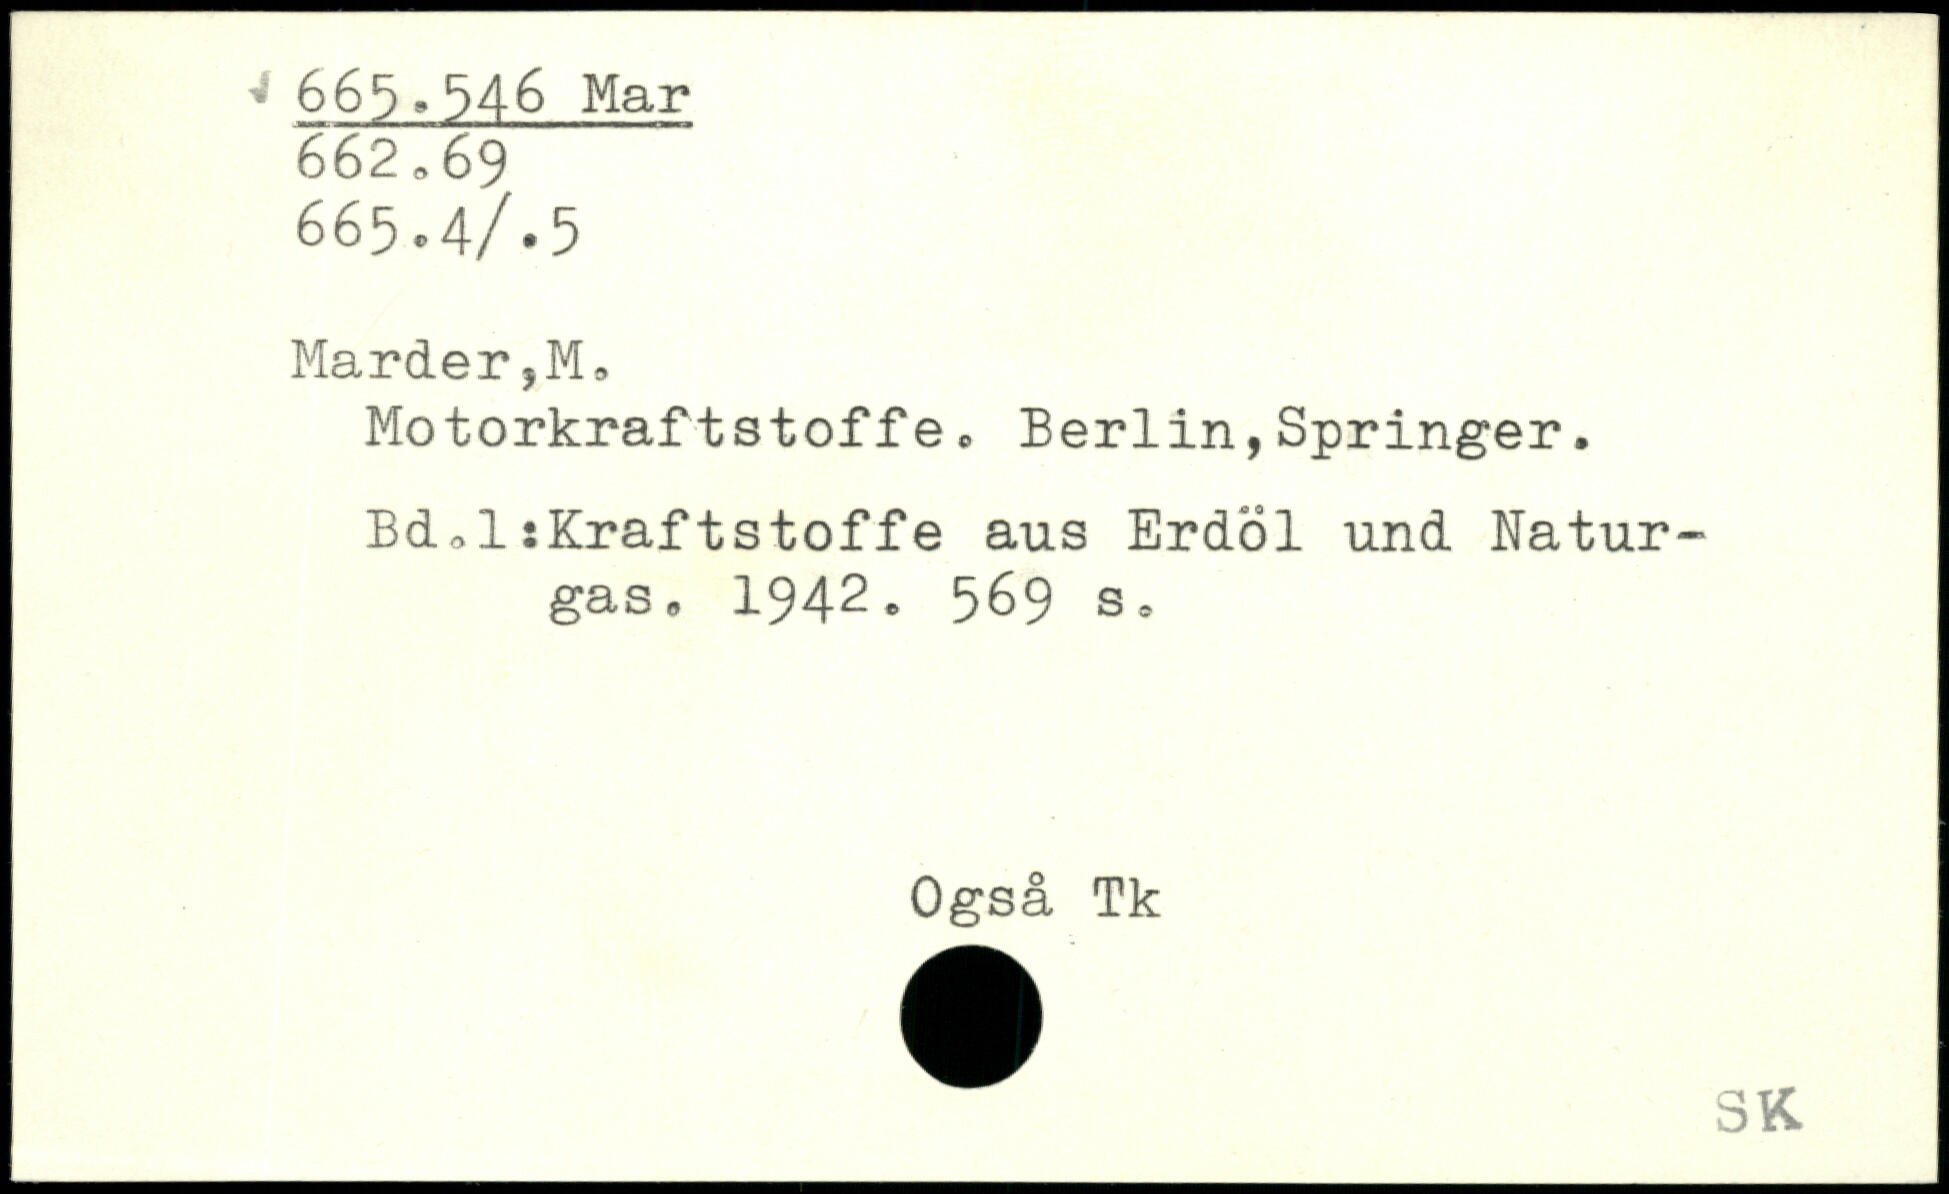 665.546 Mar
662.69
665.4/.5
Marder,M.
Motorkraftstoffe. Berlin,Springer.
Bd.1:Kraftstoffe aus Erdöl und Natur-
gas. 1942. 569 s.
Også Tk
SK